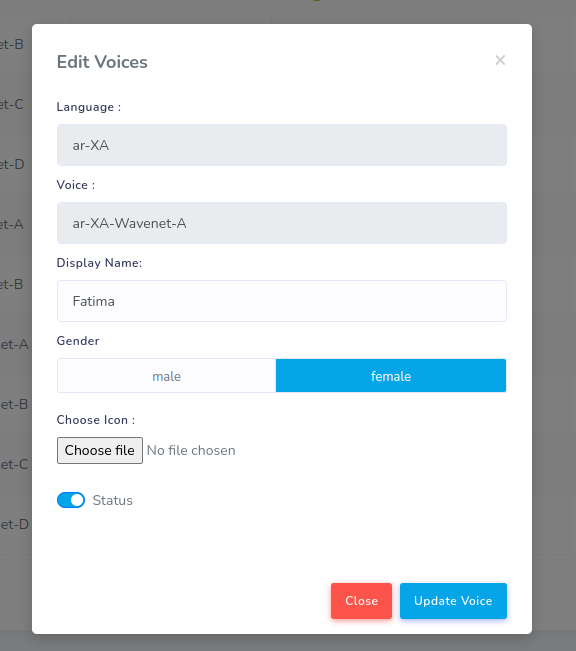 Edit Voices
×
Language :
ar-XA
Voice :
ar-XA-Wavenet-A
Display Name:
Fatima
Gender
male female
Choose Icon :
Choose file No file chosen
Status
Close Update Voice
et-B
et-C
et-D
et-A
et-B
et-A
et-B
et-C
et-D